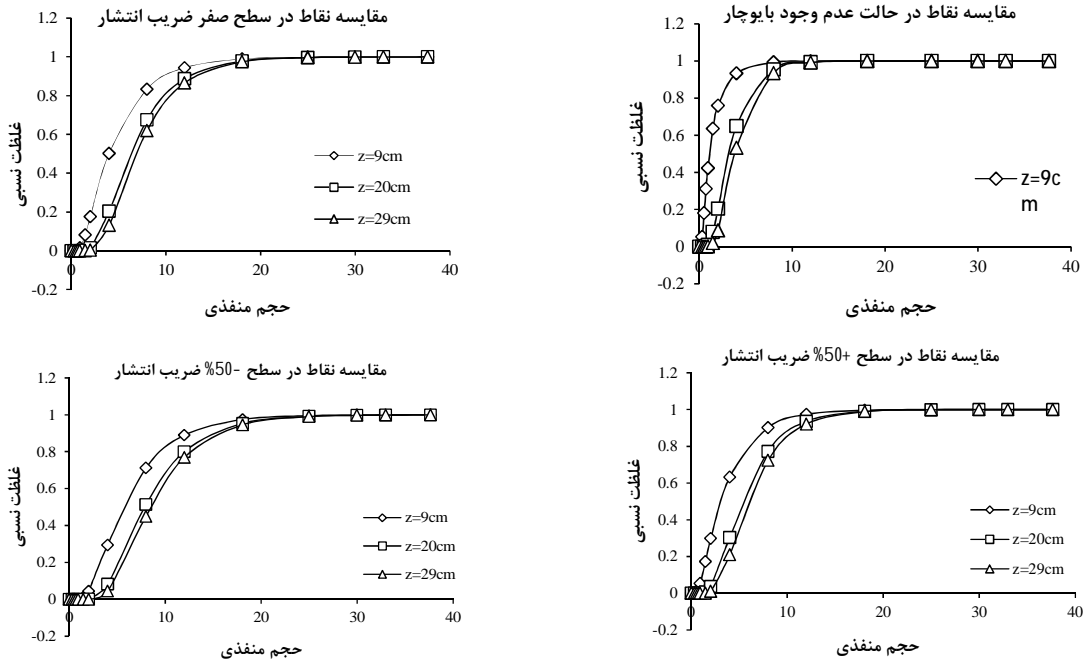 مقایسه نقاط در سطح صفر ضریب انتشار
1.2
1
0.8
0.6
0.4
0.2
0
-0.2
0
10
20
30
40
غلظت نسبی
حجم منفذی
z=9cm
z=20cm
z=29cm
مقایسه نقاط در حالت عدم وجود بایوچار
1.2
1
0.8
0.6
0.4
0.2
0
-0.2
0
10
20
30
40
غلظت نسبی
حجم منفذی
z=9c
m
مقایسه نقاط در سطح -50% ضریب انتشار
1.2
1
0.8
0.6
0.4
0.2
0
-0.2
0
10
20
30
40
غلظت نسبی
حجم منفذی
z=9cm
z=20cm
z=29cm
مقایسه نقاط در سطح +50% ضریب انتشار
1.2
1
0.8
0.6
0.4
0.2
0
-0.2
0
10
20
30
40
غلظت نسبی
حجم منفذی
z=9cm
z=20cm
z=29cm